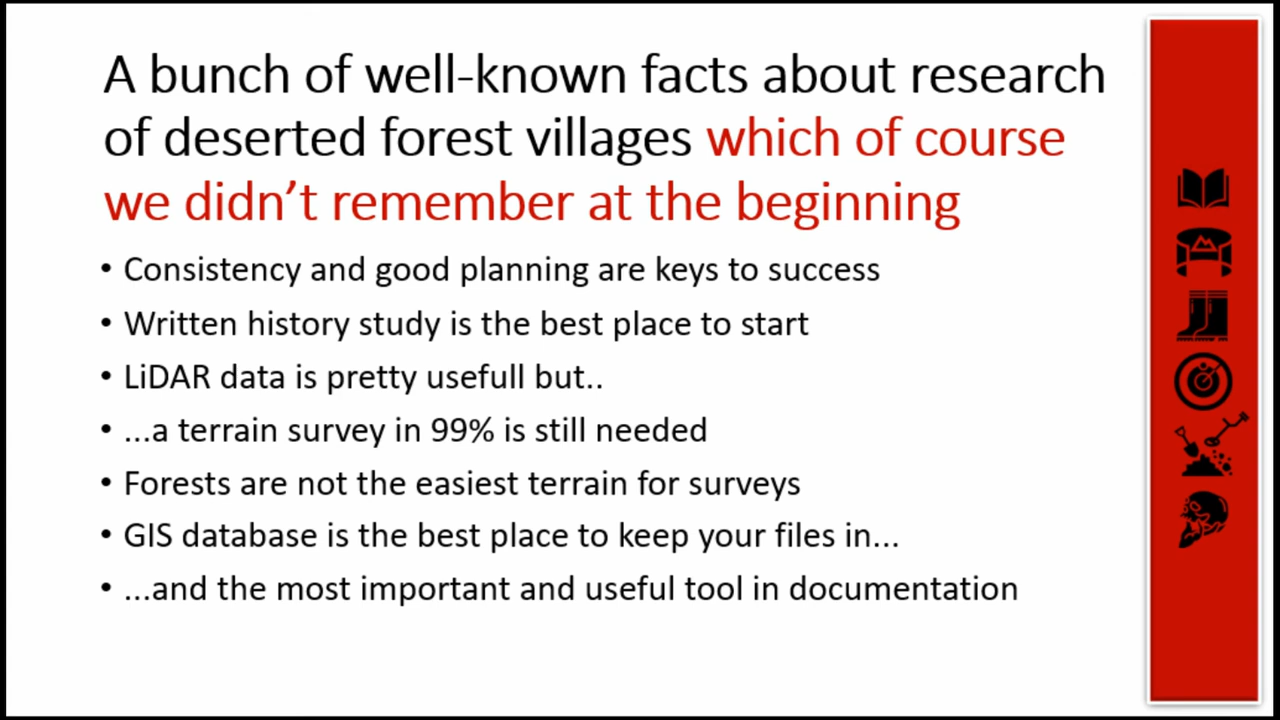 A bunch of well-known facts about research
of deserted forest villages which of course
we didn’t remember at the beginning
• Consistency and good planning are keys to success
• Written history study is the best place to start
• LiDAR data is pretty usefull but..
• ...a terrain survey in 99% is still needed
• Forests are not the easiest terrain for surveys
• GIS database is the best place to keep your files in...
• ...and the most important and useful tool in documentation